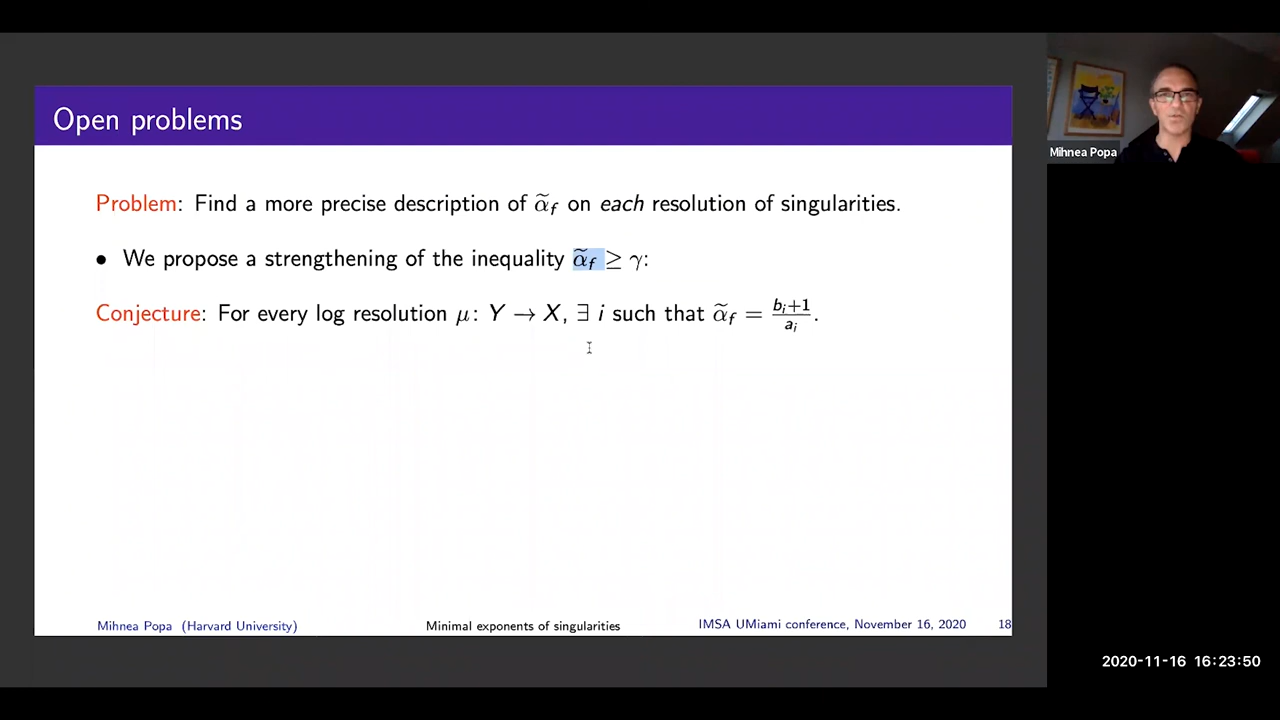 Open problems
Mihnea Popa
Problem: Find a more precise description of α̃_f on each resolution of singularities.
• We propose a strengthening of the inequality α̃_f ≥ γ:
Conjecture: For every log resolution μ: Y → X, ∃ i such that α̃_f = (b_i+1)/a_i.
Mihnea Popa (Harvard University)
Minimal exponents of singularities
IMSA UMiami conference, November 16, 2020
18
2020-11-16 16:23:50